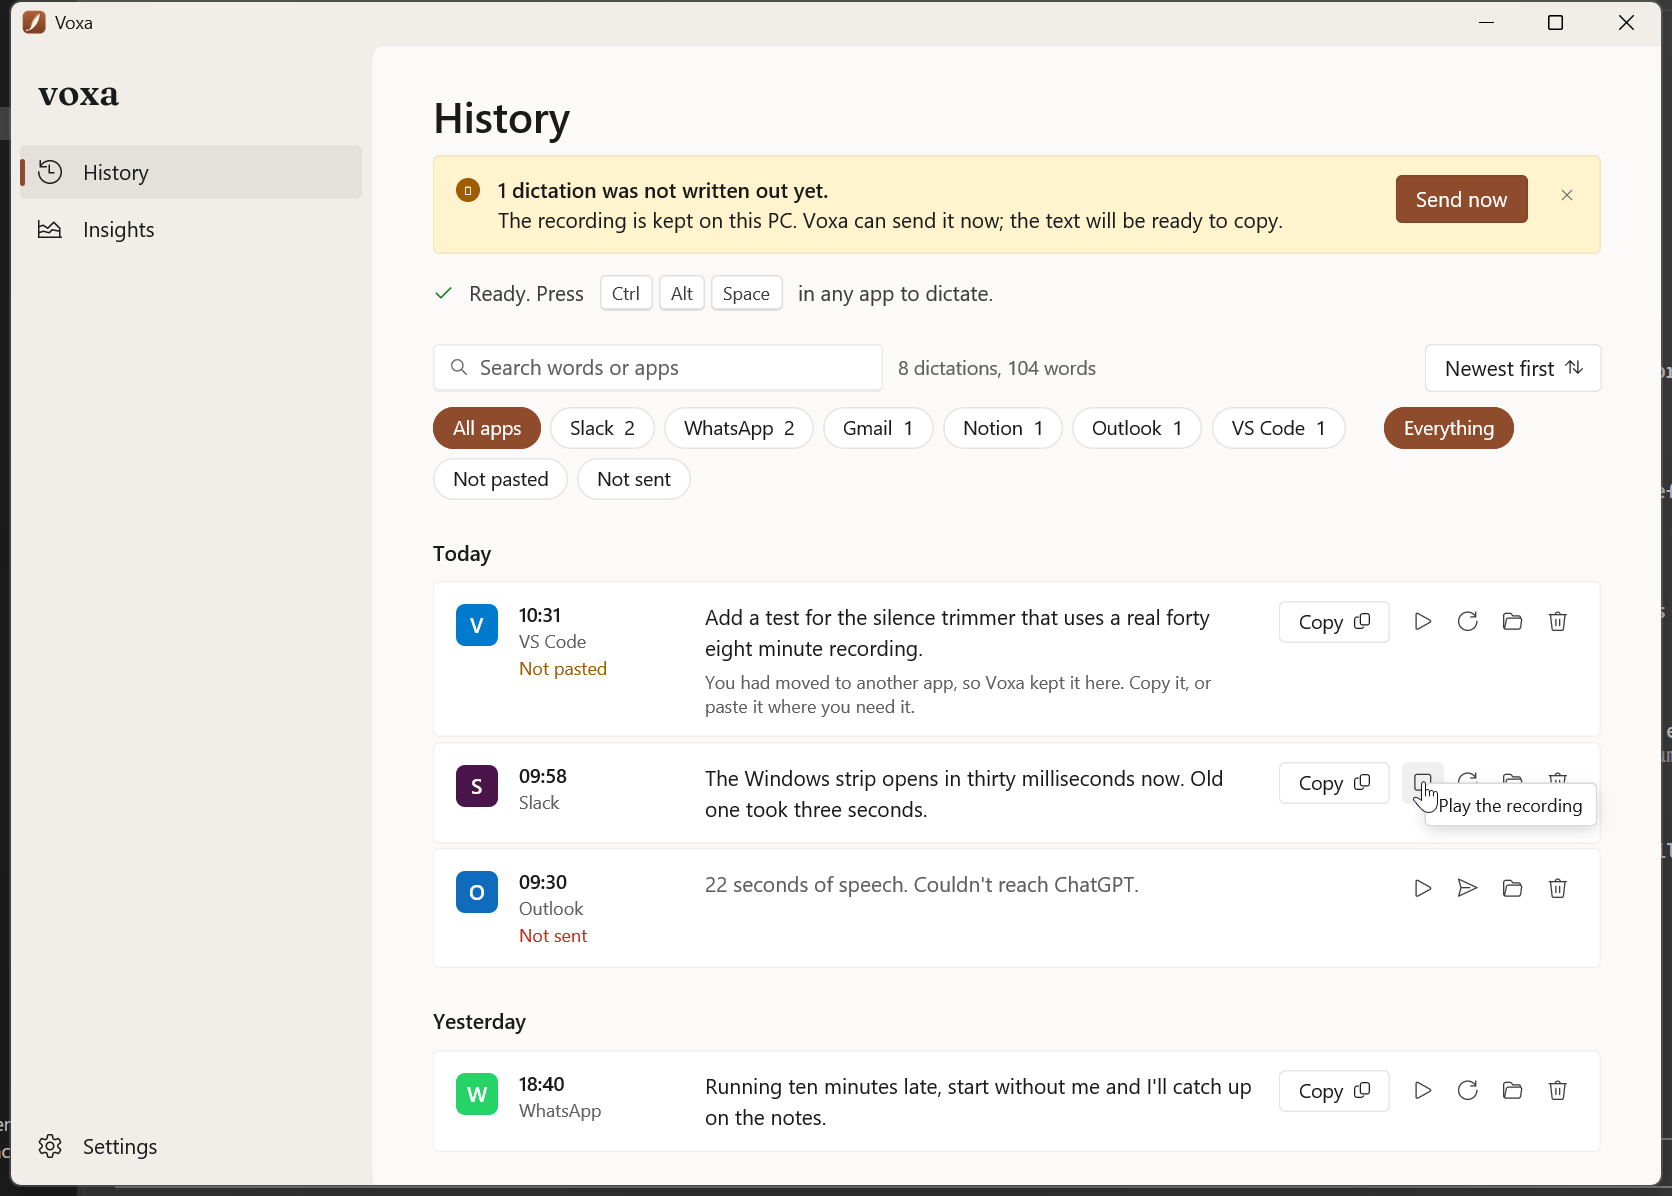 Voxa
voxa
History
Insights
Settings
History
1 dictation was not written out yet.
The recording is kept on this PC. Voxa can send it now; the text will be ready to copy.
Send now
Ready. Press Ctrl Alt Space in any app to dictate.
Search words or apps
8 dictations, 104 words
Newest first
All apps
Slack 2
WhatsApp 2
Gmail 1
Notion 1
Outlook 1
VS Code 1
Everything
Not pasted
Not sent
Today
V
10:31
VS Code
Not pasted
Add a test for the silence trimmer that uses a real forty
eight minute recording.
You had moved to another app, so Voxa kept it here. Copy it, or
paste it where you need it.
Copy
S
09:58
Slack
The Windows strip opens in thirty milliseconds now. Old
one took three seconds.
Copy
Play the recording
O
09:30
Outlook
Not sent
22 seconds of speech. Couldn't reach ChatGPT.
Yesterday
W
18:40
WhatsApp
Running ten minutes late, start without me and I'll catch up
on the notes.
Copy